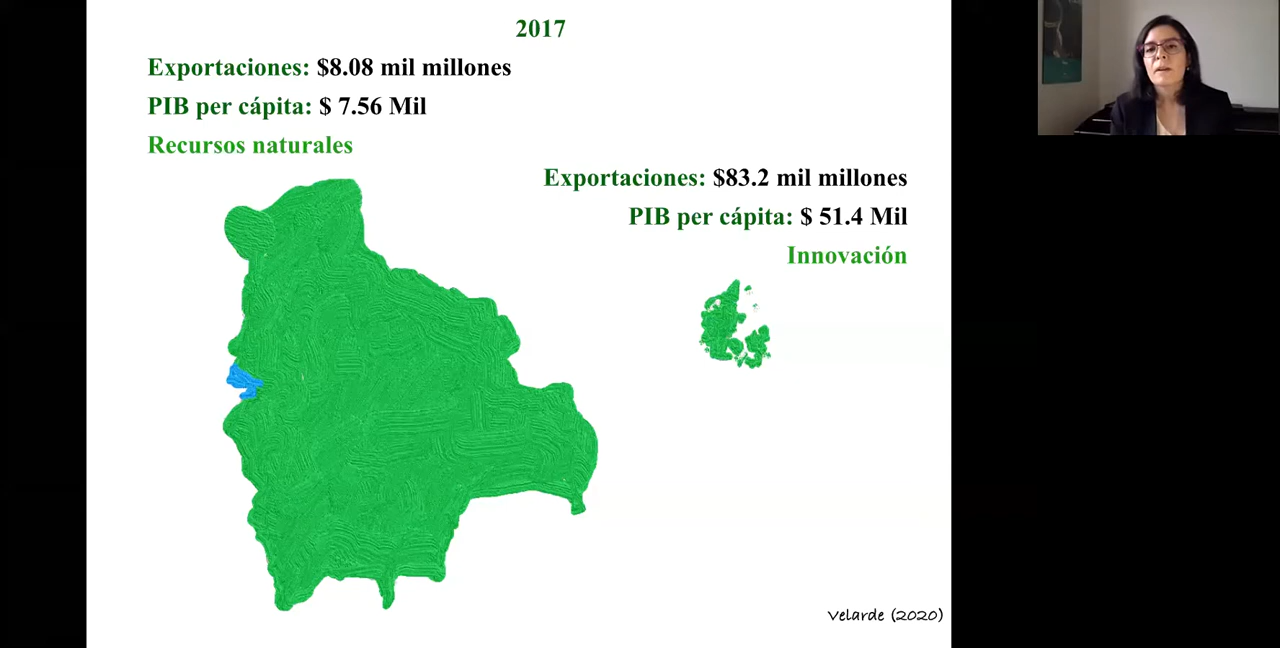 2017
Exportaciones: $8.08 mil millones
PIB per cápita: $ 7.56 Mil
Recursos naturales
Exportaciones: $83.2 mil millones
PIB per cápita: $ 51.4 Mil
Innovación
Velarde (2020)